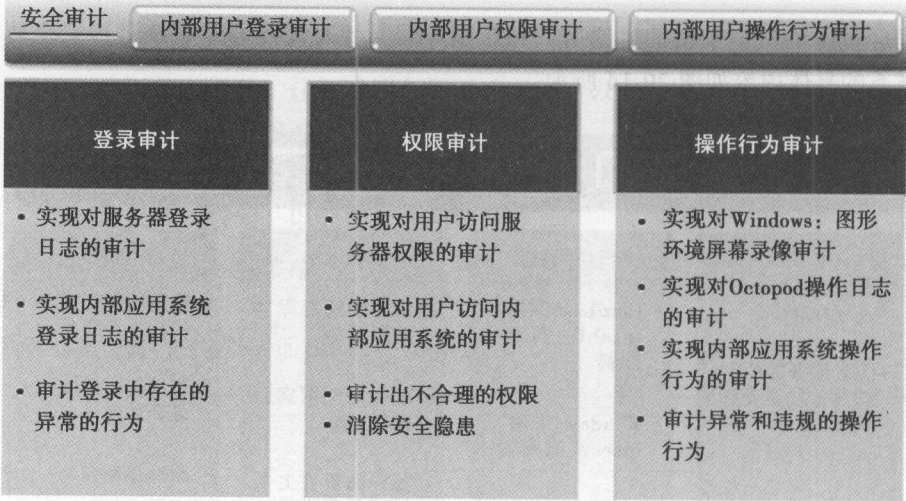 安全审计
内部用户登录审计
内部用户权限审计
内部用户操作行为审计
登录审计
• 实现对服务器登录
日志的审计
• 实现内部应用系统
登录日志的审计
• 审计登录中存在的
异常的行为
权限审计
• 实现对用户访问服
务器权限的审计
• 实现对用户访问内
部应用系统的审计
• 审计出不合理的权限
• 消除安全隐患
操作行为审计
• 实现对Windows：图形
环境屏幕录像审计
• 实现对Octopod操作日志
的审计
• 实现内部应用系统操作
行为的审计
• 审计异常和违规的操作
行为